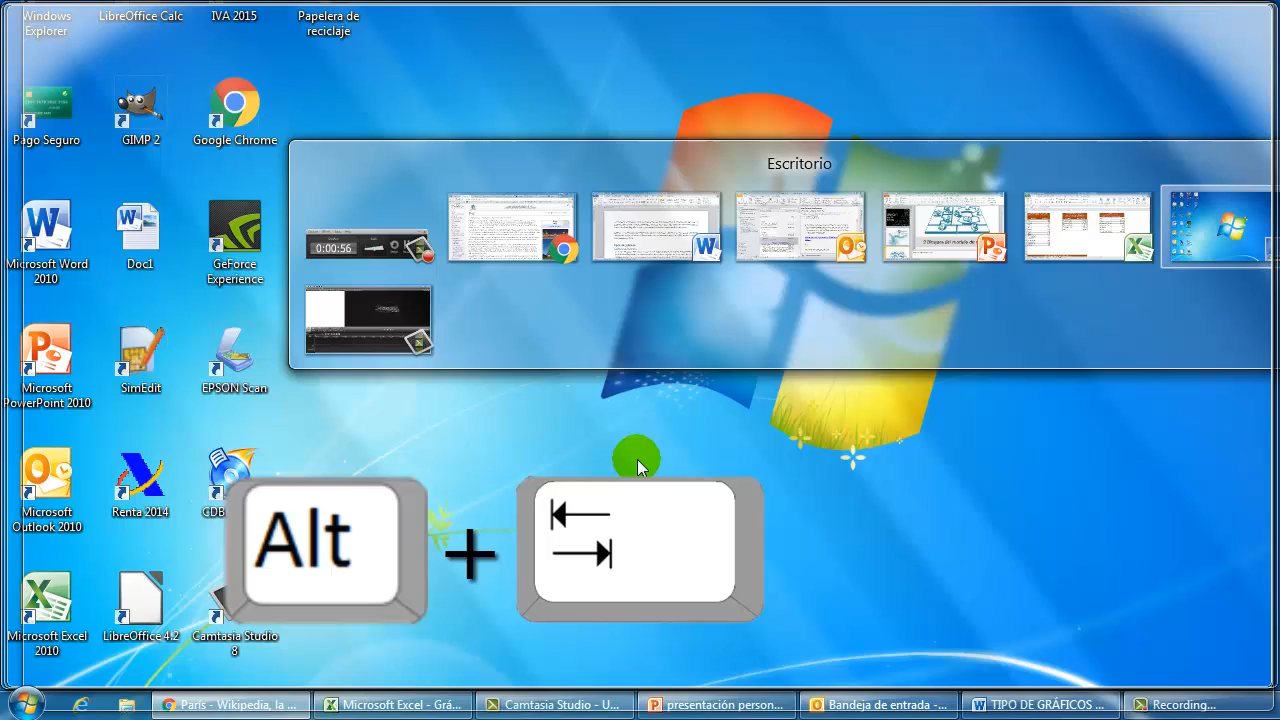 Windows
Explorer
LibreOffice Calc
IVA 2015
Papelera de
reciclaje
Pago Seguro
GIMP 2
Google Chrome
Escritorio
0:00:56
Microsoft Word
2010
Doc1
GeForce
Experience
Microsoft
PowerPoint 2010
SimEdit
EPSON Scan
Microsoft
Outlook 2010
Renta 2014
CDB
Alt
+
Microsoft Excel
2010
LibreOffice 4.2
Camtasia Studio
8
París - Wikipedia, la ...
Microsoft Excel - Grá...
Camtasia Studio - U...
presentación person...
Bandeja de entrada -...
TIPO DE GRÁFICOS ...
Recording...